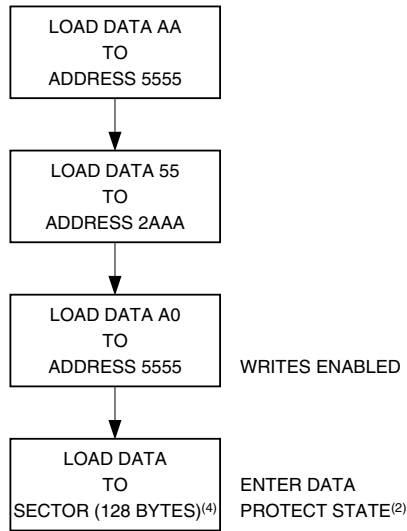 LOAD DATA AA
TO
ADDRESS 5555
LOAD DATA 55
TO
ADDRESS 2AAA
LOAD DATA A0
TO
ADDRESS 5555 WRITES ENABLED
LOAD DATA
TO ENTER DATA
SECTOR (128 BYTES)(4) PROTECT STATE(2)